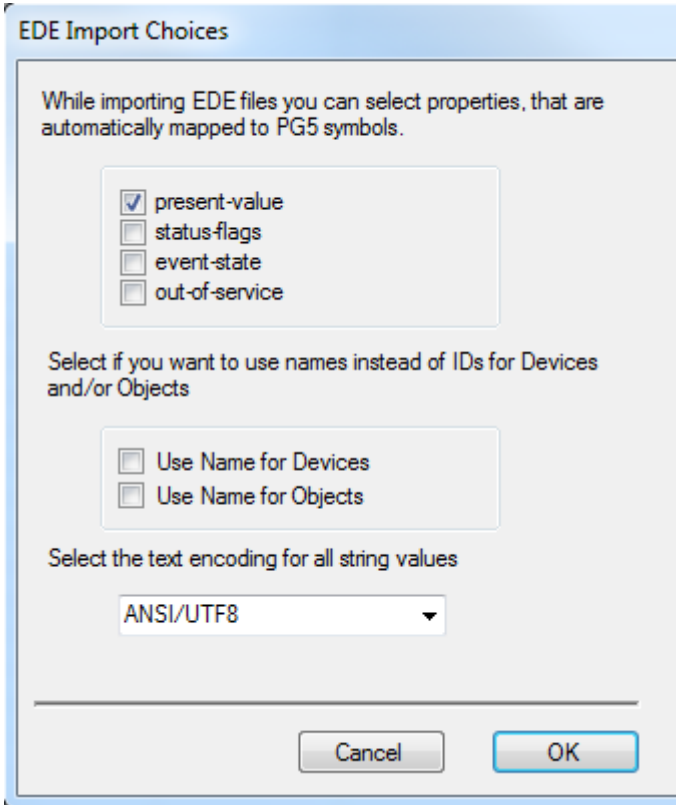 EDE Import Choices
While importing EDE files you can select properties, that are
automatically mapped to PG5 symbols.
present-value
status-flags
event-state
out-of-service
Select if you want to use names instead of IDs for Devices
and/or Objects
Use Name for Devices
Use Name for Objects
Select the text encoding for all string values
ANSI/UTF8
Cancel
OK